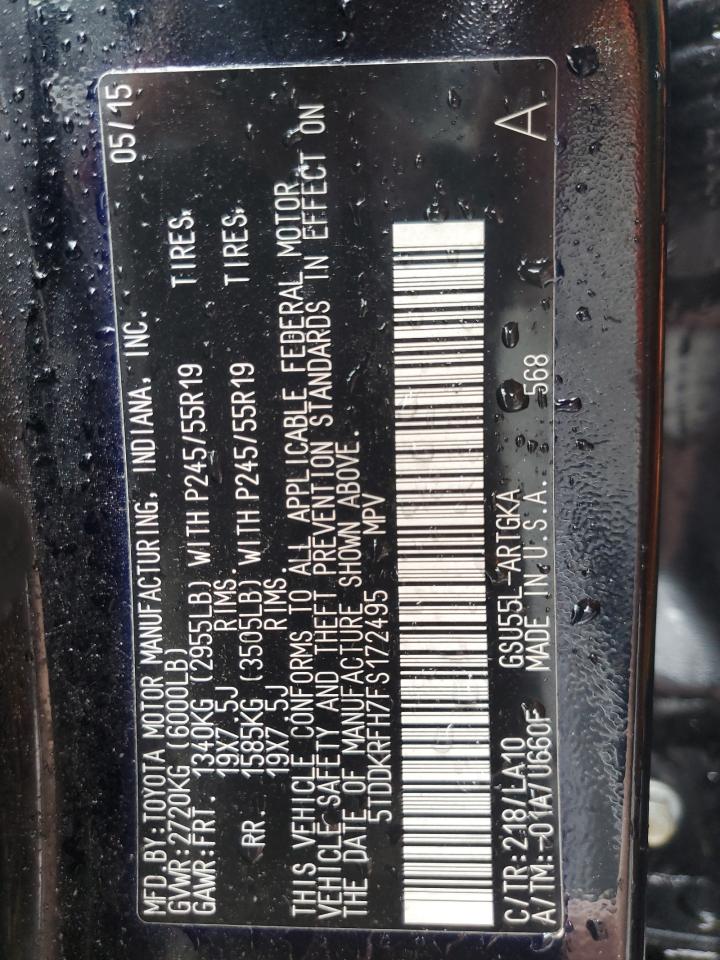 MFD.BY:TOYOTA MOTOR MANUFACTURING, INDIANA, INC. 05/15
GVWR:2720KG (6000LB)
GAWR:FRT. 1340KG (2955LB) WITH P245/55R19 TIRES,
19X7.5J RIMS.
RR. 1585KG (3505LB) WITH P245/55R19 TIRES,
19X7.5J RIMS
THIS VEHICLE CONFORMS TO ALL APPLICABLE FEDERAL MOTOR
VEHICLE SAFETY AND THEFT PREVENTION STANDARDS IN EFFECT ON
THE DATE OF MANUFACTURE SHOWN ABOVE.
5TDDKRFH7FS172495 MPV
C/TR:218/LA10 GSU55L-ARTGKA
A/TM:-01A/U660F MADE IN U.S.A. 568 A